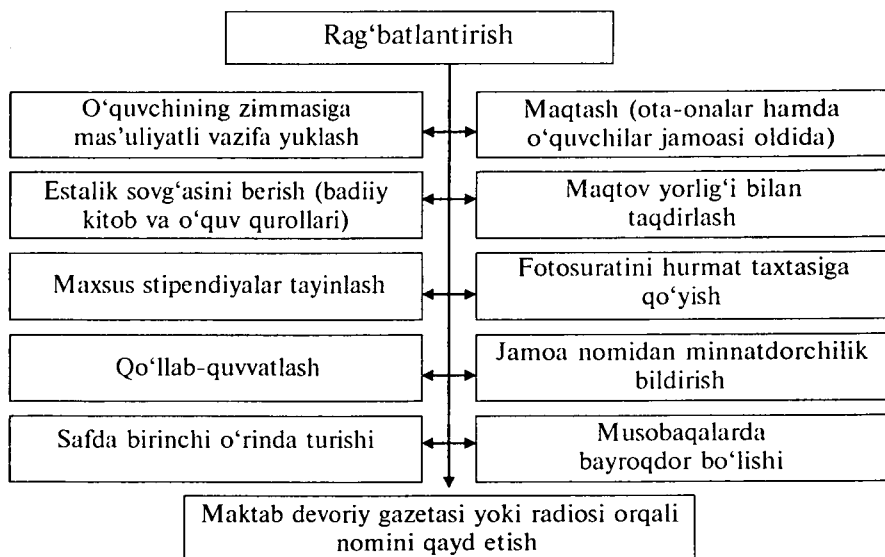 Rag‘batlantirish
O‘quvchining zimmasiga
mas'uliyatli vazifa yuklash
Maqtash (ota-onalar hamda
o‘quvchilar jamoasi oldida)
Estalik sovg‘asini berish (badiiy
kitob va o‘quv qurollari)
Maqtov yorlig‘i bilan
taqdirlash
Maxsus stipendiyalar tayinlash
Fotosuratini hurmat taxtasiga
qo‘yish
Qo‘llab-quvvatlash
Jamoa nomidan minnatdorchilik
bildirish
Safda birinchi o‘rinda turishi
Musobaqalarda
bayroqdor bo‘lishi
Maktab devoriy gazetasi yoki radiosi orqali
nomini qayd etish